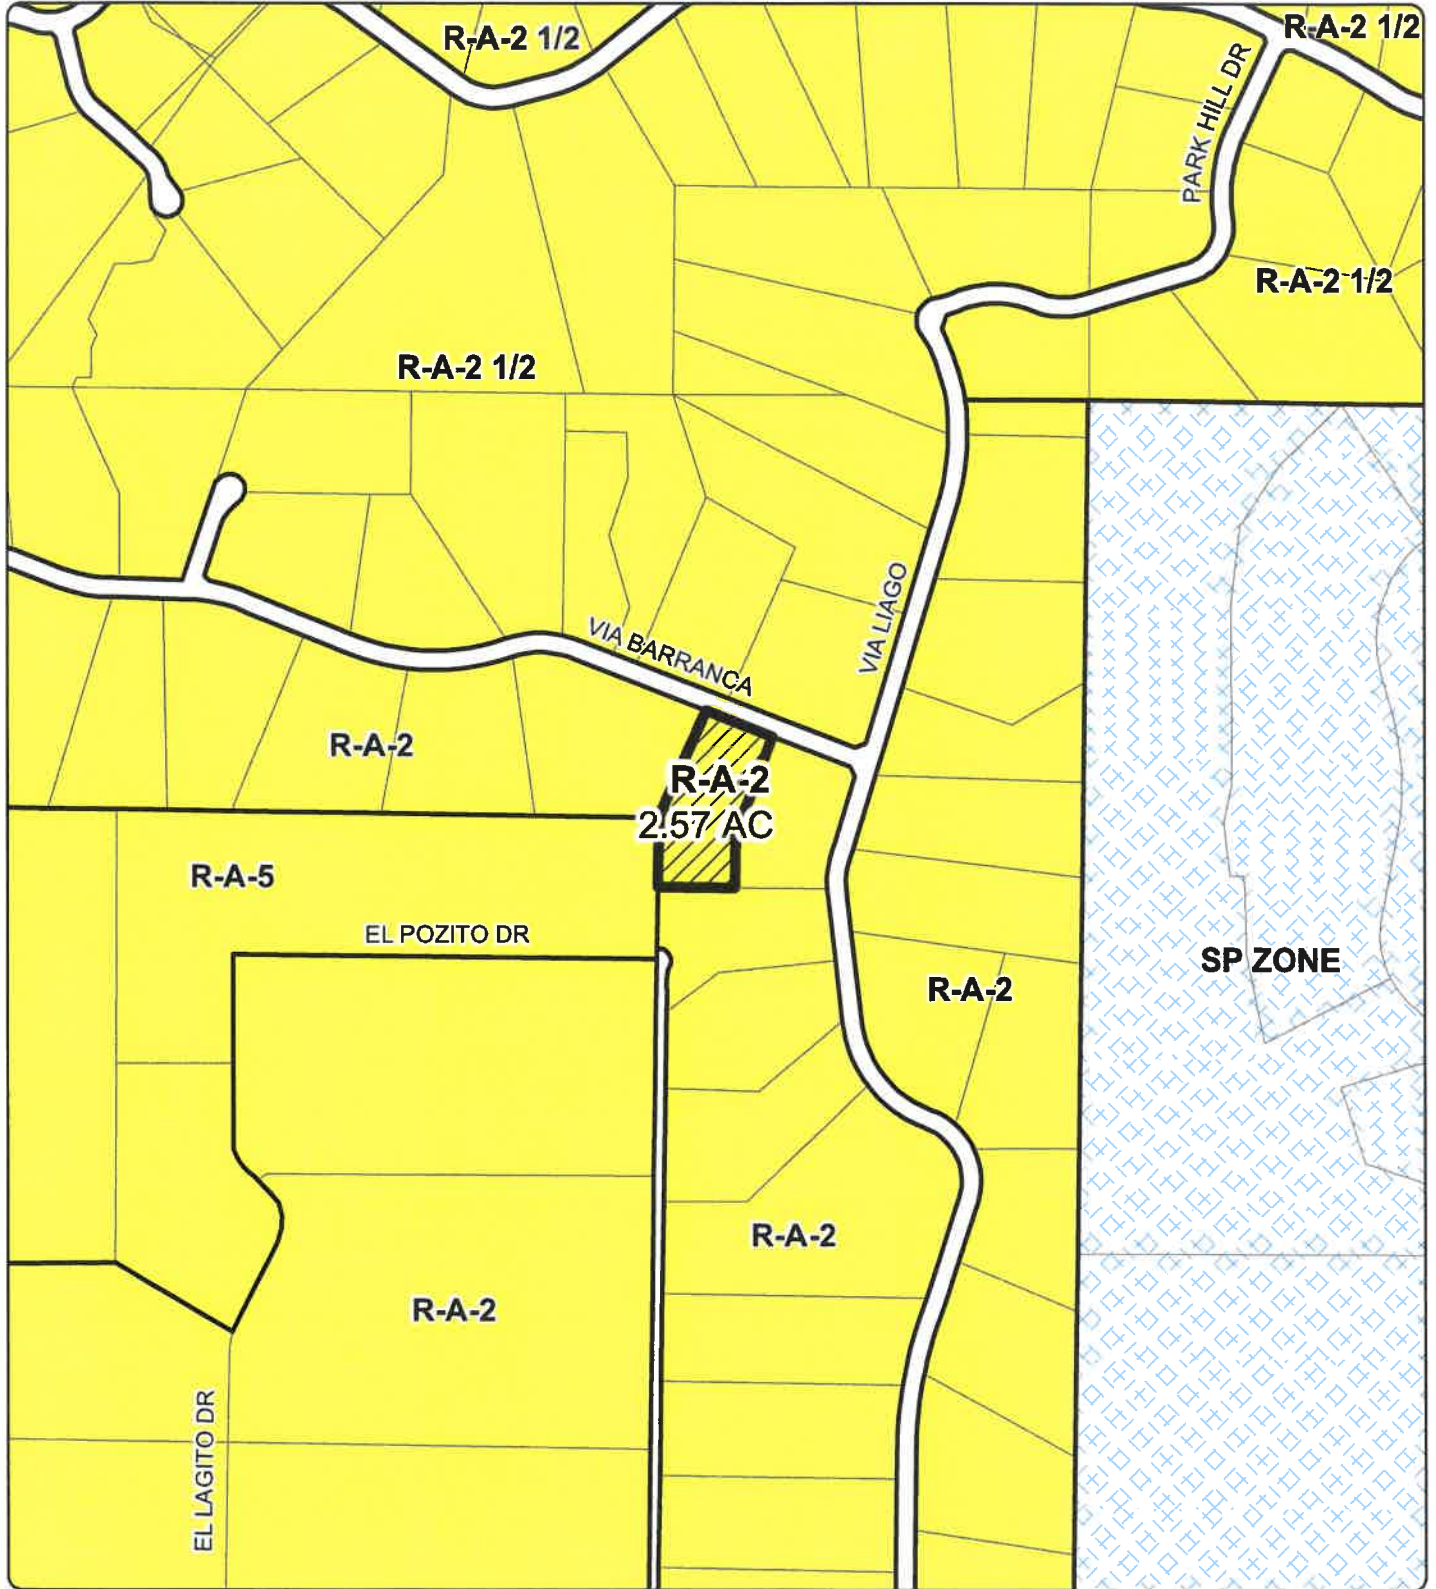 R-A-2 1/2
R-A-2 1/2
PARK HILL DR
R-A-2 1/2
R-A-2 1/2
VIA LIAGO
VIA BARRANCA
R-A-2
R-A-2
2.57 AC
R-A-5
EL POZITO DR
SP ZONE
R-A-2
R-A-2
R-A-2
EL LAGITO DR